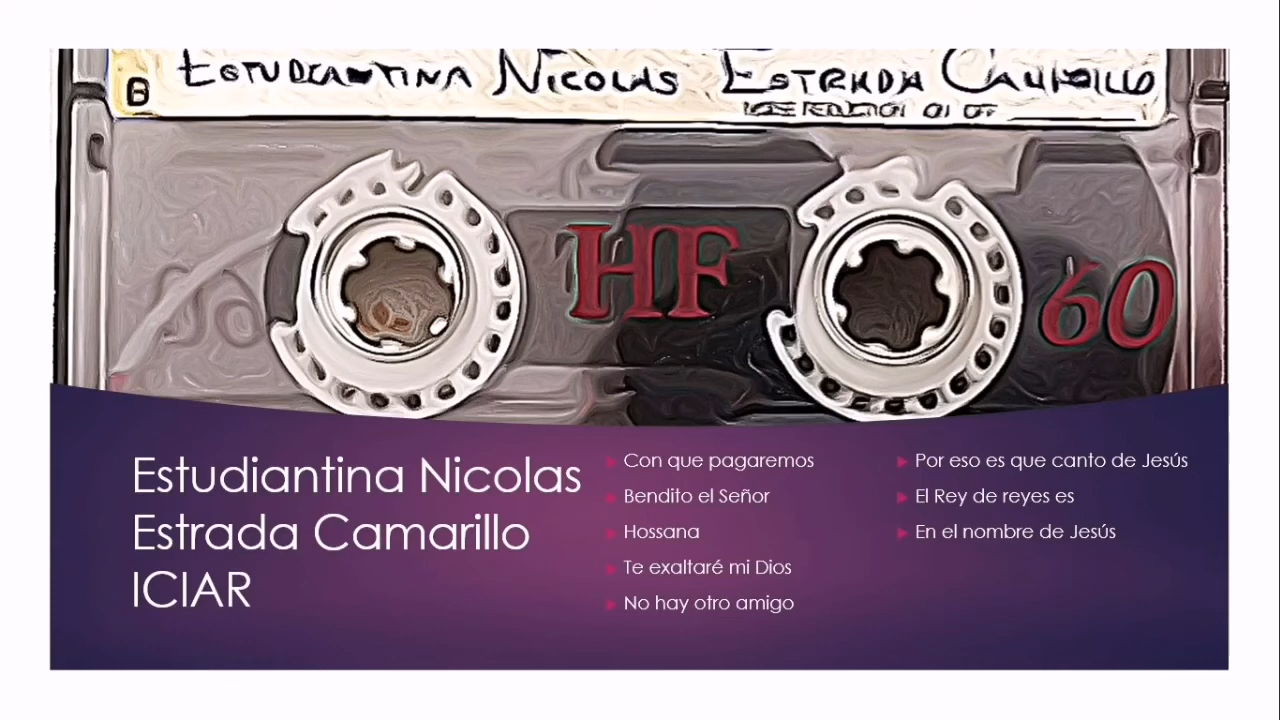 B
ESTUDIANTINA NICOLAS ESTRADA CAMARILLO
HF
60
Estudiantina Nicolas
Estrada Camarillo
ICIAR
Con que pagaremos
Bendito el Señor
Hossana
Te exaltaré mi Dios
No hay otro amigo
Por eso es que canto de Jesús
El Rey de reyes es
En el nombre de Jesús